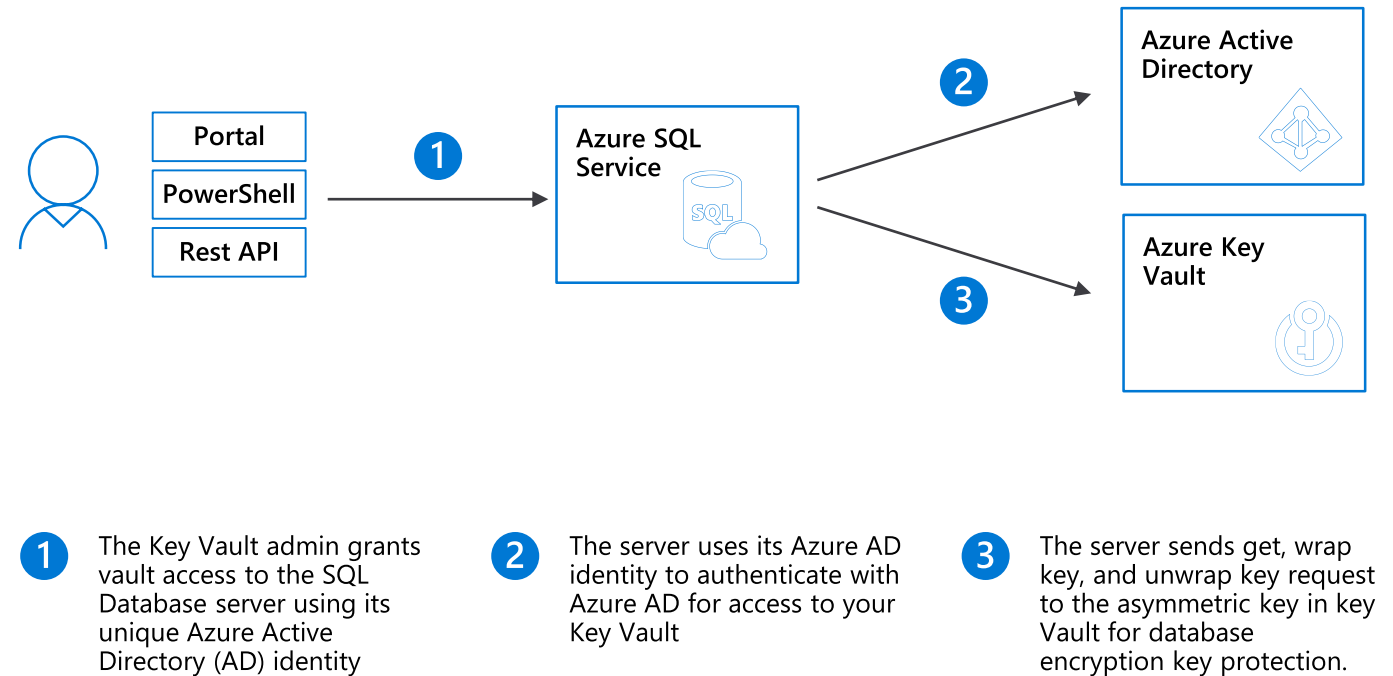 Portal
PowerShell
Rest API
1
Azure SQL
Service
SQL
2
3
Azure Active
Directory
Azure Key
Vault
1
The Key Vault admin grants
vault access to the SQL
Database server using its
unique Azure Active
Directory (AD) identity
2
The server uses its Azure AD
identity to authenticate with
Azure AD for access to your
Key Vault
3
The server sends get, wrap
key, and unwrap key request
to the asymmetric key in key
Vault for database
encryption key protection.